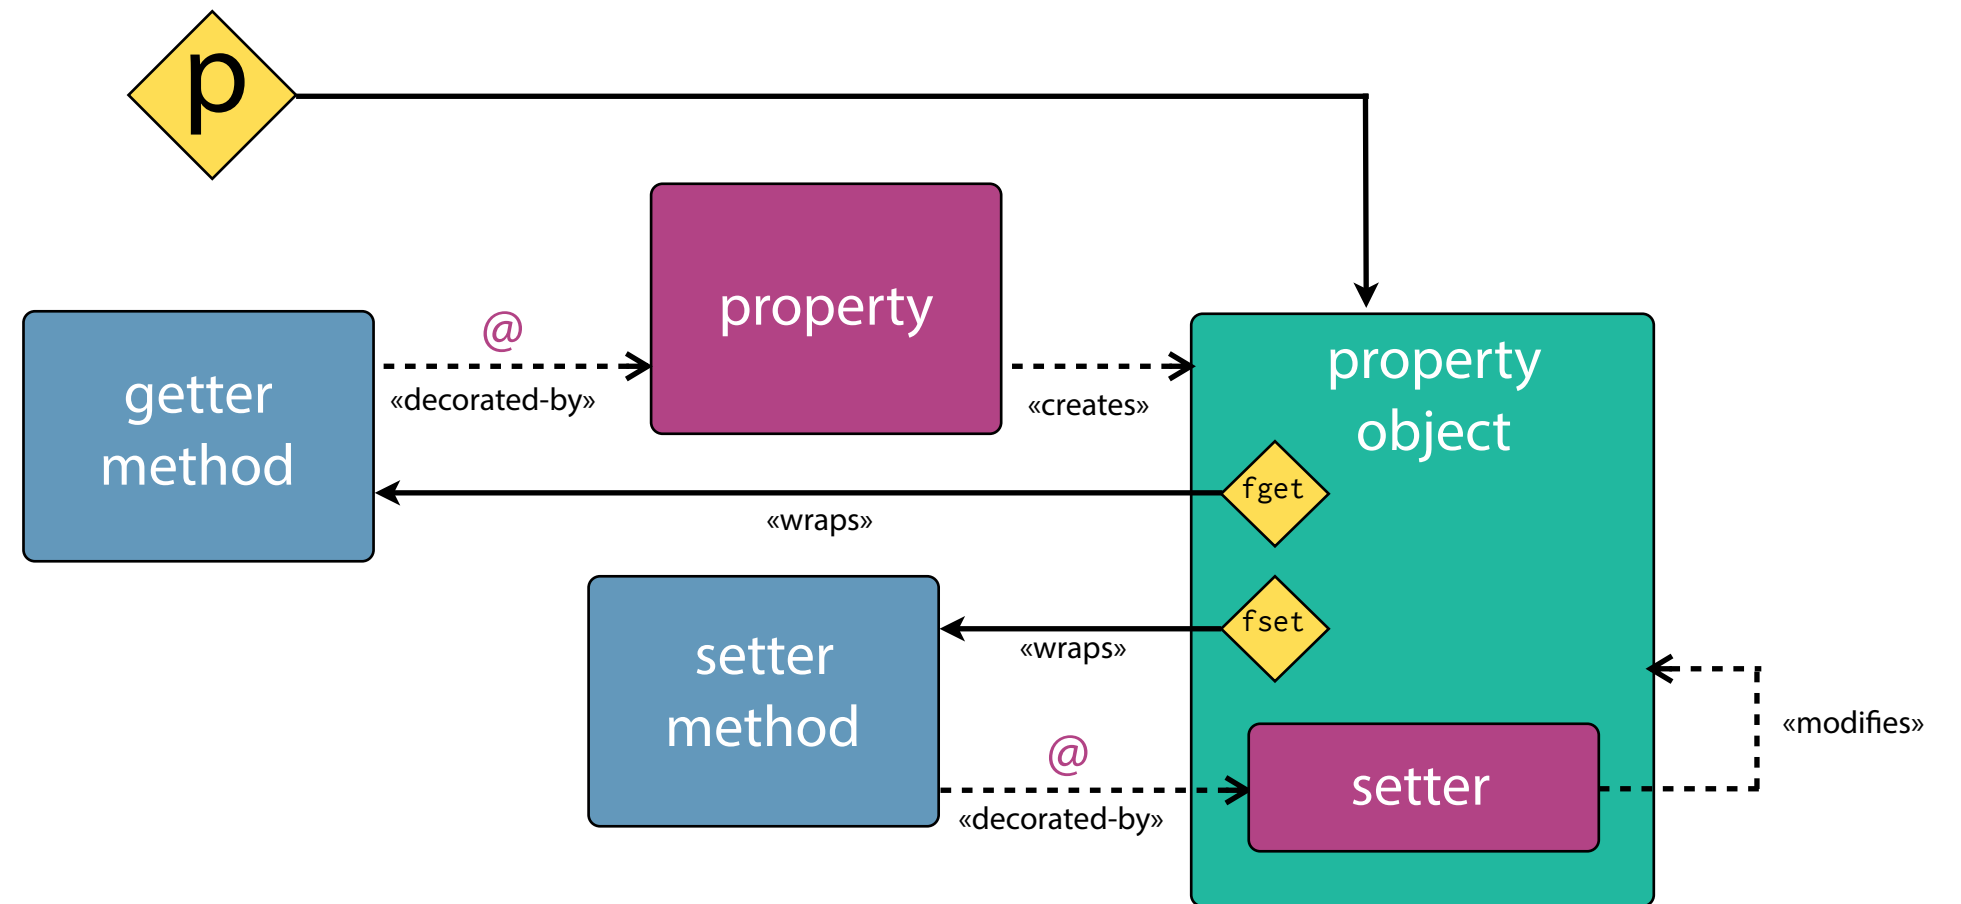 p
property
@
«decorated-by»
getter
method
«creates»
property
object
fget
«wraps»
fset
«wraps»
setter
method
@
«decorated-by»
setter
«modifies»